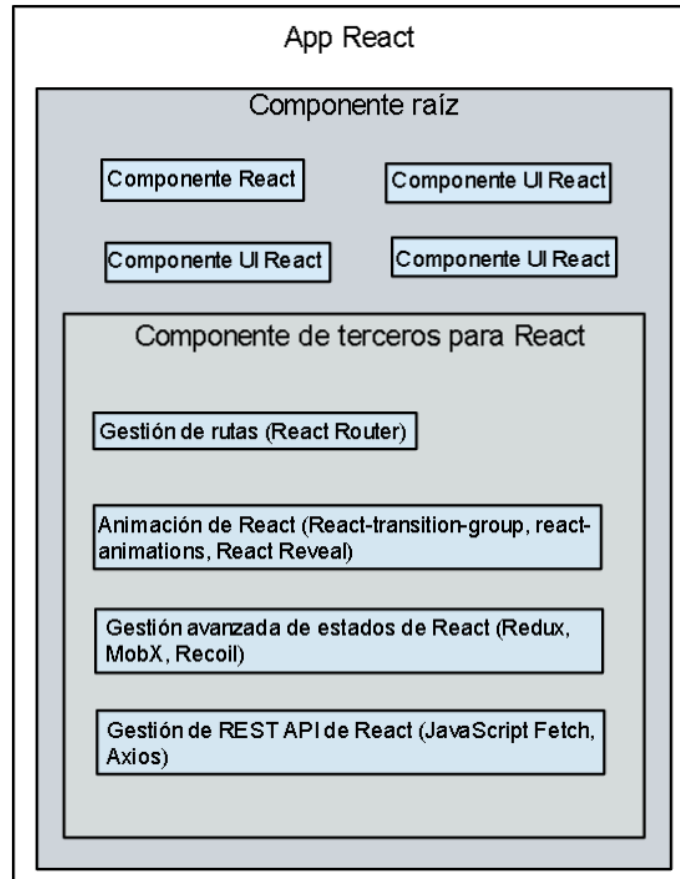 App React
Componente raíz
Componente React
Componente UI React
Componente UI React
Componente UI React
Componente de terceros para React
Gestión de rutas (React Router)
Animación de React (React-transition-group, react-
animations, React Reveal)
Gestión avanzada de estados de React (Redux,
MobX, Recoil)
Gestión de REST API de React (JavaScript Fetch,
Axios)